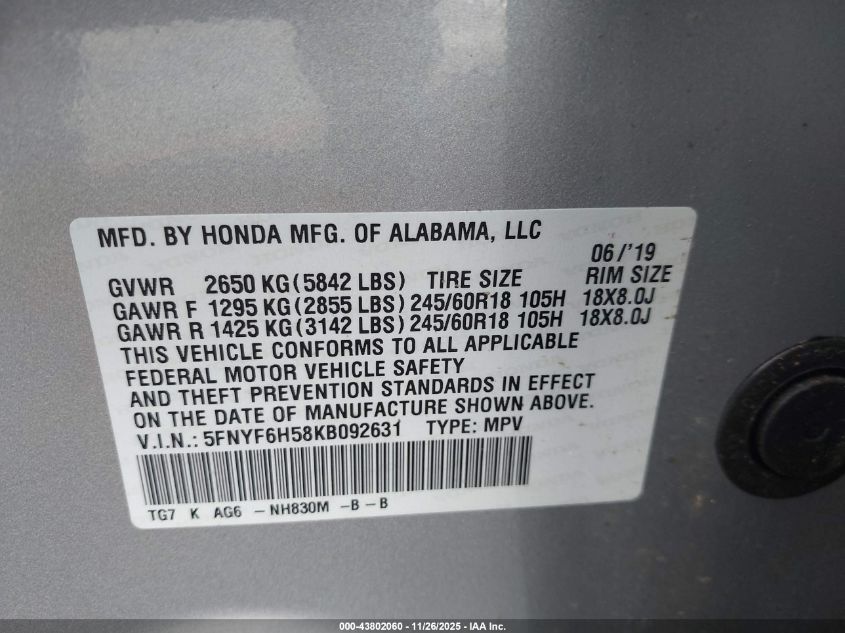 MFD. BY HONDA MFG. OF ALABAMA, LLC
06/'19
GVWR 2650 KG(5842 LBS) TIRE SIZE RIM SIZE
GAWR F 1295 KG(2855 LBS) 245/60R18 105H 18X8.0J
GAWR R 1425 KG(3142 LBS) 245/60R18 105H 18X8.0J
THIS VEHICLE CONFORMS TO ALL APPLICABLE
FEDERAL MOTOR VEHICLE SAFETY
AND THEFT PREVENTION STANDARDS IN EFFECT
ON THE DATE OF MANUFACTURE SHOWN ABOVE.
V.I.N.: 5FNYF6H58KB092631 TYPE: MPV
TG7 K AG6 -NH830M -B-B
000-43802060 - 11/26/2025 - IAA Inc.